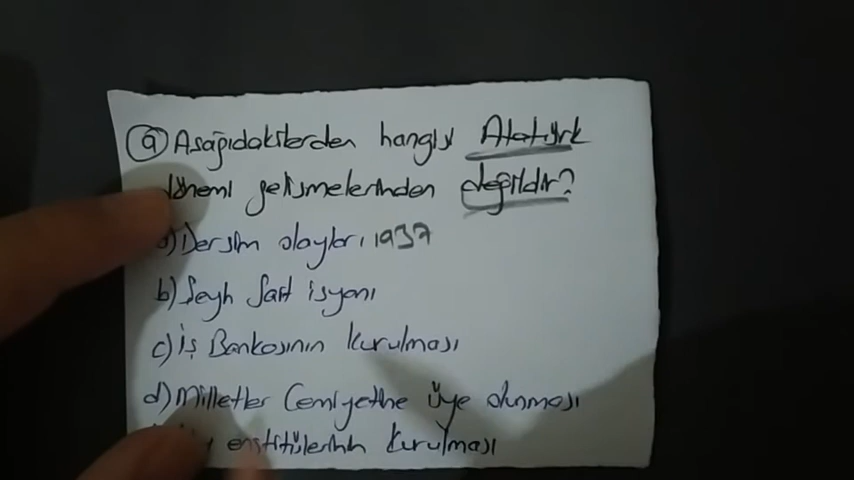 9 Aşağıdakilerden hangisi Atatürk
dönemi gelişmelerinden değildir?
a) Dersim olayları 1937
b) Şeyh Sait isyanı
c) İş Bankasının kurulması
d) Milletler Cemiyetine üye olunması
enstitülerinin kurulması